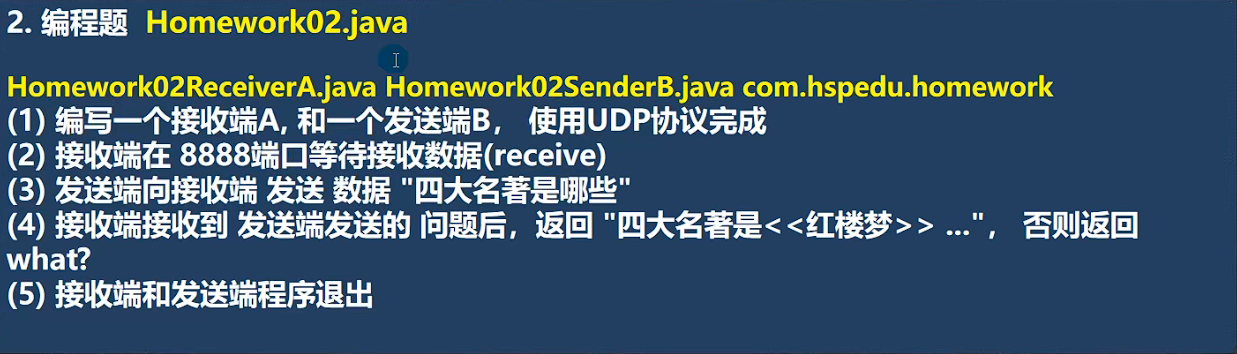 2. 编程题 Homework02.java
Homework02ReceiverA.java Homework02SenderB.java com.hspedu.homework
(1) 编写一个接收端A, 和一个发送端B， 使用UDP协议完成
(2) 接收端在 8888端口等待接收数据(receive)
(3) 发送端向接收端 发送 数据 "四大名著是哪些"
(4) 接收端接收到 发送端发送的 问题后，返回 "四大名著是<<红楼梦>> ..."， 否则返回
what?
(5) 接收端和发送端程序退出